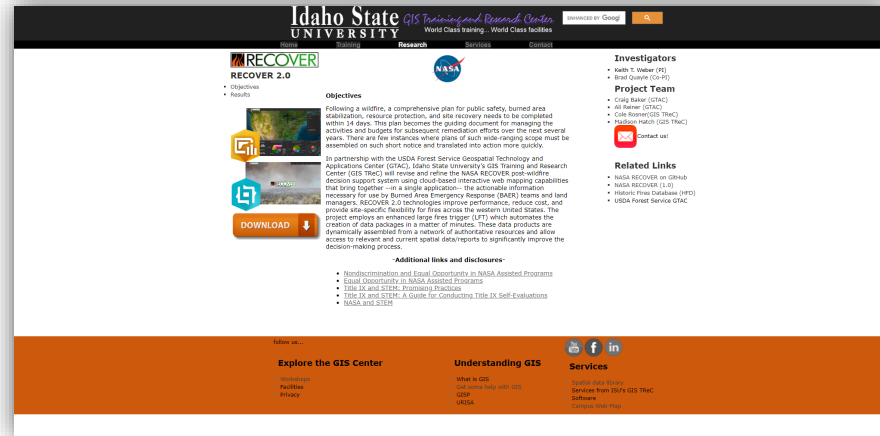 Idaho State
UNIVERSITY
GIS Training and Research Center
World Class training... World Class facilities
ENHANCED BY Googl
Home Training Research Services Contact
RECOVER
RECOVER 2.0
Objectives
Results
DOWNLOAD
NASA
Objectives
Following a wildfire, a comprehensive plan for public safety, burned area
stabilization, resource protection, and site recovery needs to be completed
within 14 days. This plan becomes the guiding document for managing the
activities and budgets for subsequent remediation efforts over the next several
years. There are few instances where plans of such wide-ranging scope must be
assembled on such short notice and translated into action more quickly.
In partnership with the USDA Forest Service Geospatial Technology and
Applications Center (GTAC), Idaho State University's GIS Training and Research
Center (GIS TReC) will revise and refine the NASA RECOVER post-wildfire
decision support system using cloud-based interactive web mapping capabilities
that bring together --in a single application-- the actionable information
necessary for use by Burned Area Emergency Response (BAER) teams and land
managers. RECOVER 2.0 technologies improve performance, reduce cost, and
provide site-specific flexibility for fires across the western United States. The
project employs an enhanced large fires trigger (LFT) which automates the
creation of data packages in a matter of minutes. These data products are
dynamically assembled from a network of authoritative resources and allow
access to relevant and current spatial data/reports to significantly improve the
decision-making process.
-Additional links and disclosures-
Nondiscrimination and Equal Opportunity in NASA Assisted Programs
Equal Opportunity in NASA Assisted Programs
Title IX and STEM: Promising Practices
Title IX and STEM: A Guide for Conducting Title IX Self-Evaluations
NASA and STEM
Investigators
Keith T. Weber (PI)
Brad Quayle (Co-PI)
Project Team
Craig Baker (GTAC)
Ali Reiner (GTAC)
Cole Rosner(GIS TReC)
Madison Hatch (GIS TReC)
Contact us!
Related Links
NASA RECOVER on GitHub
NASA RECOVER (1.0)
Historic Fires Database (HFD)
USDA Forest Service GTAC
follow us...
You
f in
Explore the GIS Center
Workshops
Facilities
Privacy
Understanding GIS
What is GIS
Get some help with GIS
GISP
URISA
Services
Spatial data library
Services from ISU's GIS TReC
Software
Campus Web Map